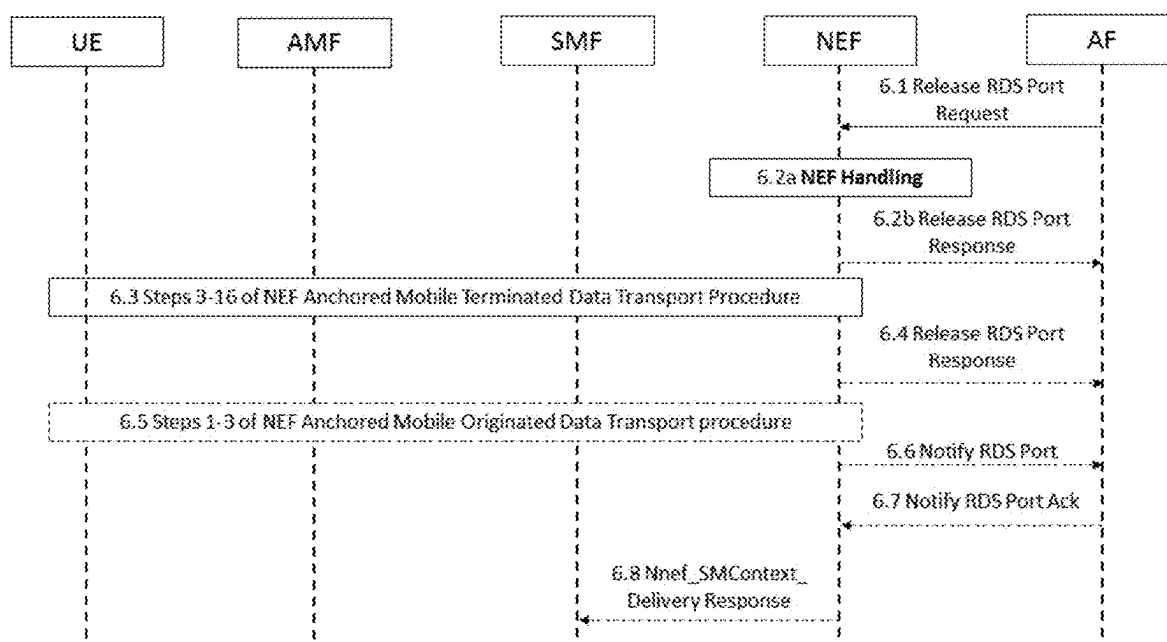 UE AMF SMF NEF AF
6.1 Release RDS Port
Request
6.2a NEF Handling
6.2b Release RDS Port
Response
6.3 Steps 3-16 of NEF Anchored Mobile Terminated Data Transport Procedure
6.4 Release RDS Port
Response
6.5 Steps 1-3 of NEF Anchored Mobile Originated Data Transport procedure
6.6 Notify RDS Port
6.7 Notify RDS Port Ack
6.8 Nnef_SMContext_
Delivery Response